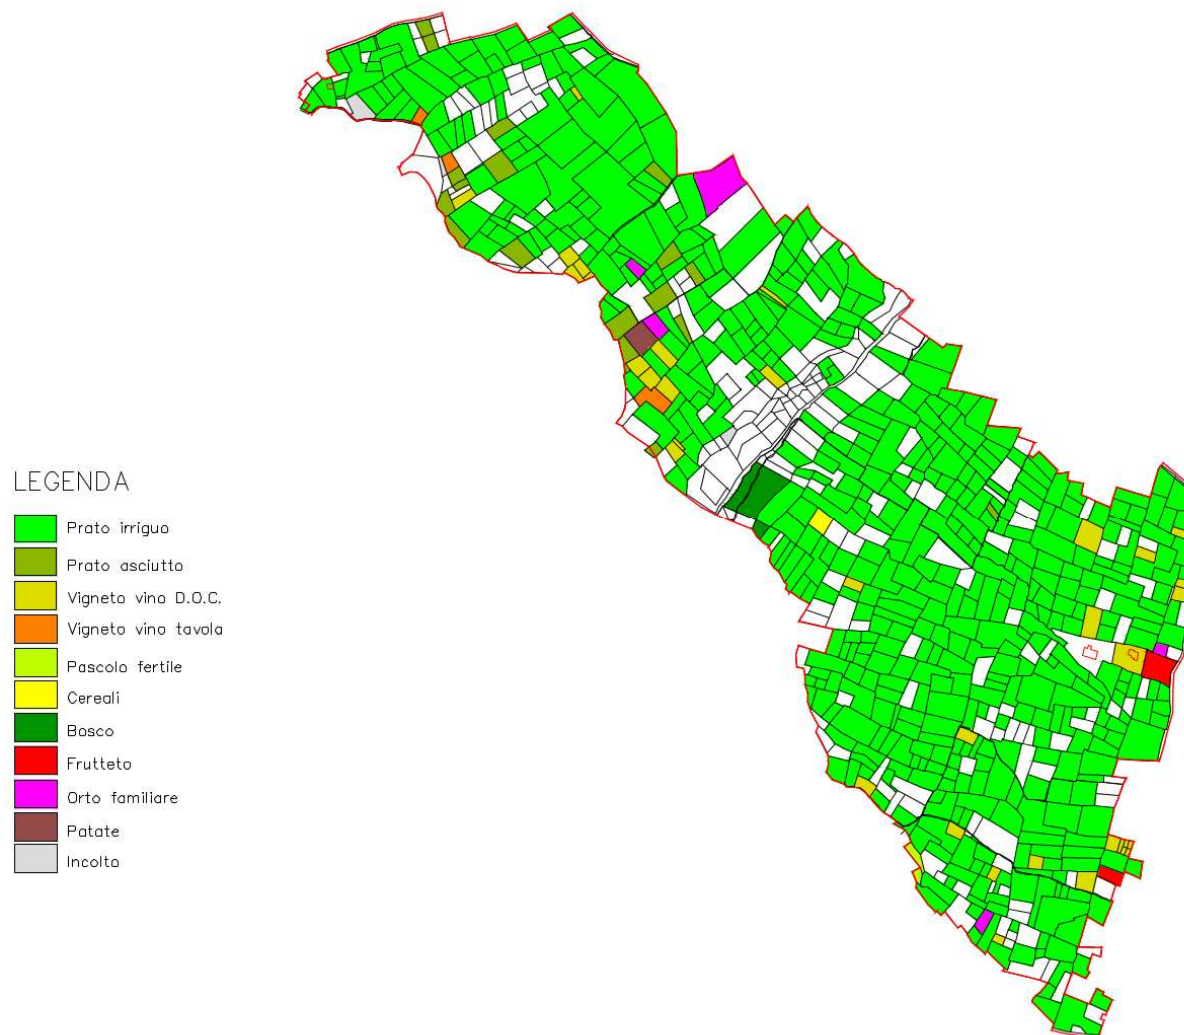 LEGENDA
Prato irriguo
Prato asciutto
Vigneto vino D.O.C.
Vigneto vino tavola
Pascolo fertile
Cereali
Bosco
Frutteto
Orto familiare
Patate
Incolto